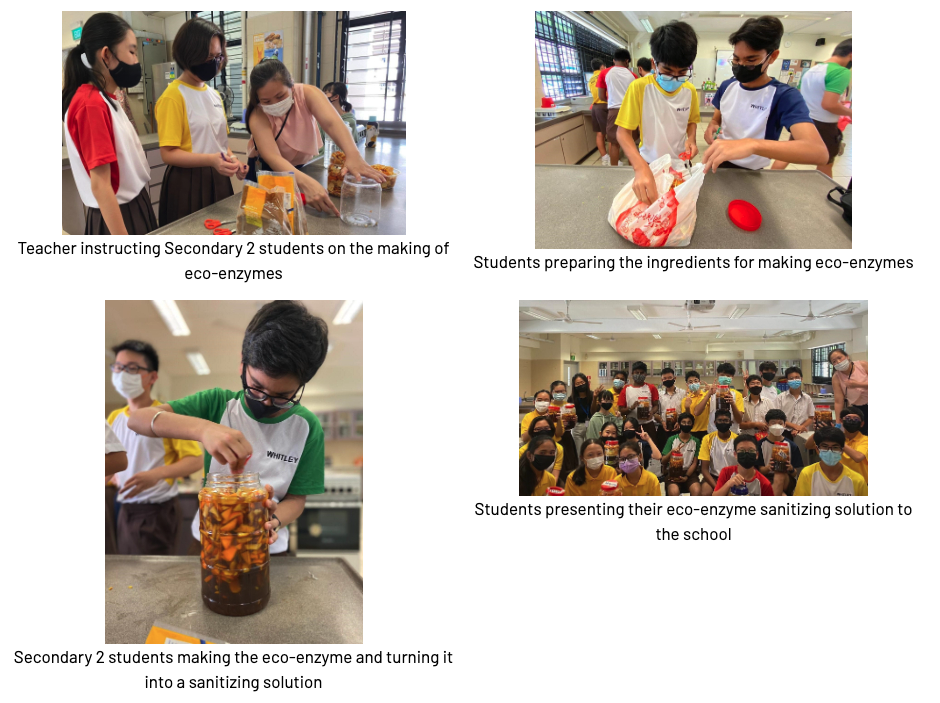 Teacher instructing Secondary 2 students on the making of
eco-enzymes
Students preparing the ingredients for making eco-enzymes
WHITLEY
Secondary 2 students making the eco-enzyme and turning it
into a sanitizing solution
Students presenting their eco-enzyme sanitizing solution to
the school